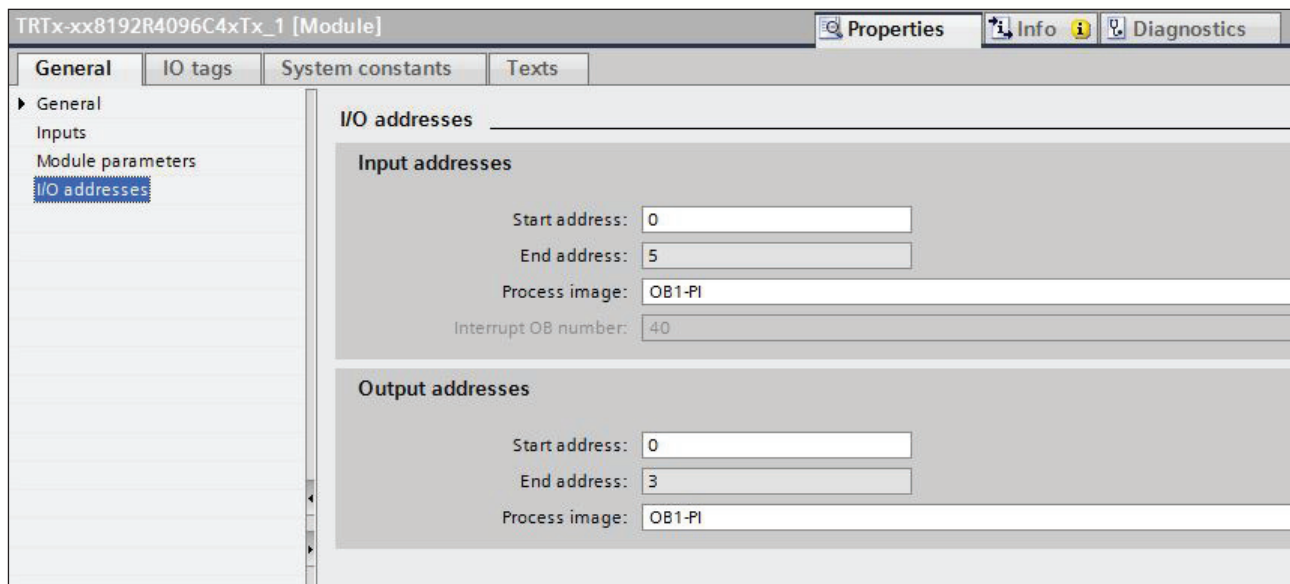 TRTx-xx8192R4096C4xTx_1 [Module]
Properties
Info
Diagnostics
General
IO tags
System constants
Texts
General
Inputs
Module parameters
I/O addresses
I/O addresses
Input addresses
Start address: 0
End address: 5
Process image: OB1-PI
Interrupt OB number: 40
Output addresses
Start address: 0
End address: 3
Process image: OB1-PI